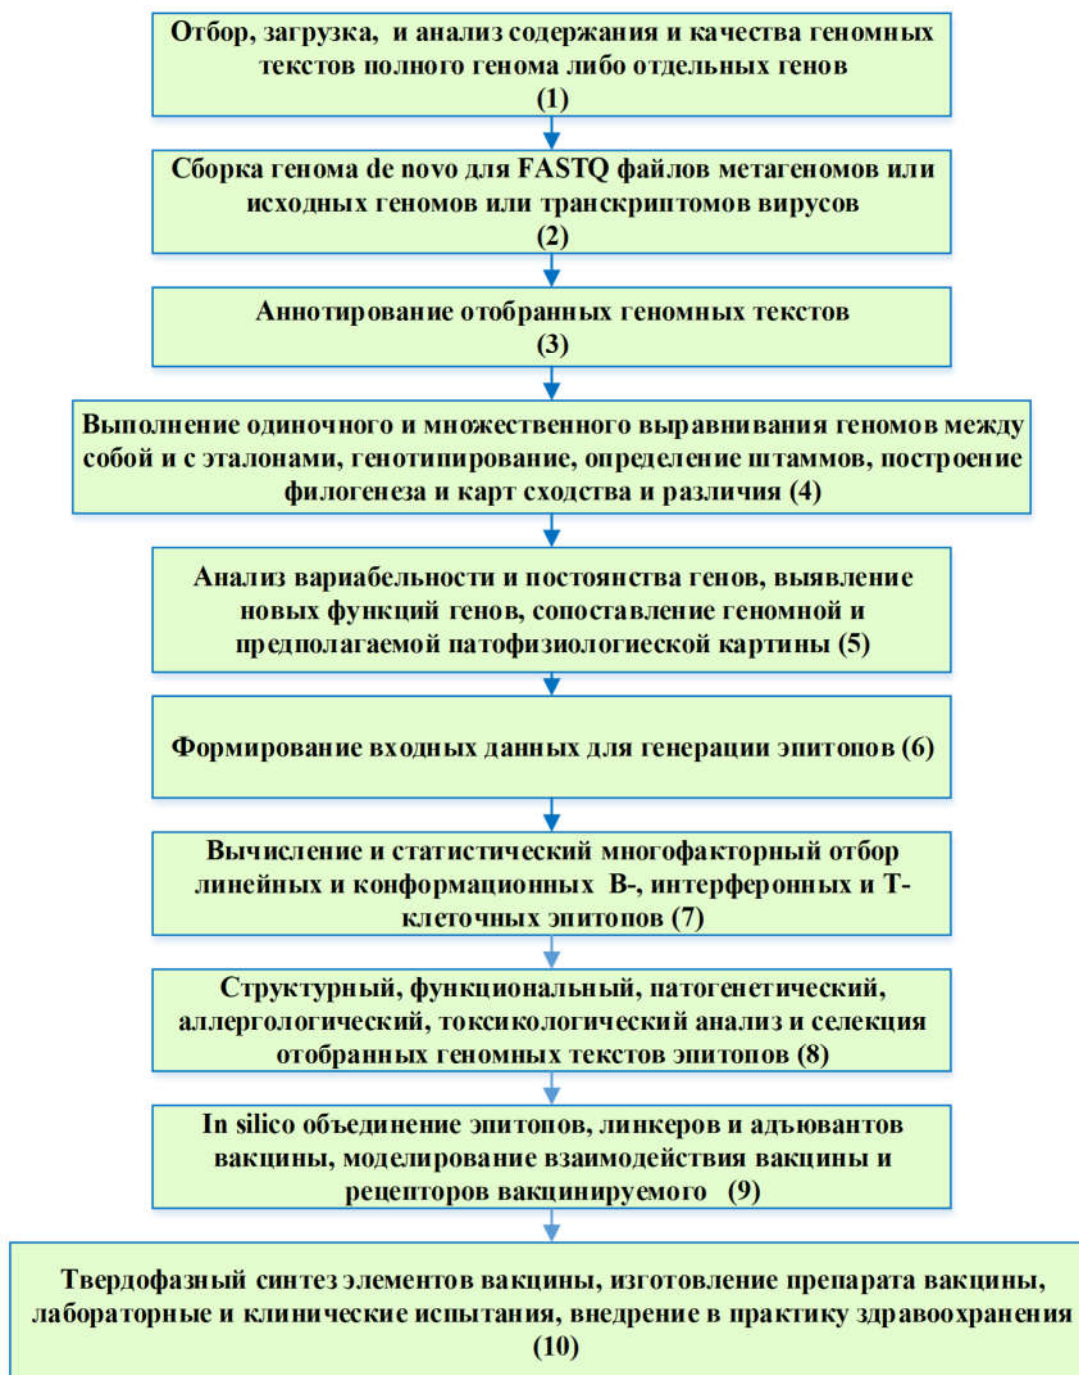 Отбор, загрузка, и анализ содержания и качества геномных
текстов полного генома либо отдельных генов
(1)
Сборка генома de novo для FASTQ файлов метагеномов или
исходных геномов или транскриптомов вирусов
(2)
Аннотирование отобранных геномных текстов
(3)
Выполнение одиночного и множественного выравнивания геномов между
собой и с эталонами, генотипирование, определение штаммов, построение
филогенеза и карт сходства и различия (4)
Анализ вариабельности и постоянства генов, выявление
новых функций генов, сопоставление геномной и
предполагаемой патофизиологиеской картины (5)
Формирование входных данных для генерации эпитопов (6)
Вычисление и статистический многофакторный отбор
линейных и конформационных В-, интерферонных и Т-
клеточных эпитопов (7)
Структурный, функциональный, патогенетический,
аллергологический, токсикологический анализ и селекция
отобранных геномных текстов эпитопов (8)
In silico объединение эпитопов, линкеров и адъювантов
вакцины, моделирование взаимодействия вакцины и
рецепторов вакцинируемого (9)
Твердофазный синтез элементов вакцины, изготовление препарата вакцины,
лабораторные и клинические испытания, внедрение в практику здравоохранения
(10)